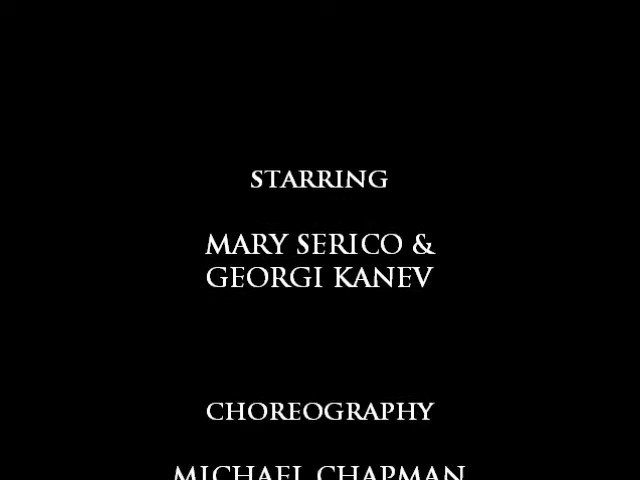 STARRING
MARY SERICO &
GEORGI KANEV
CHOREOGRAPHY
MICHAEL CHAPMAN